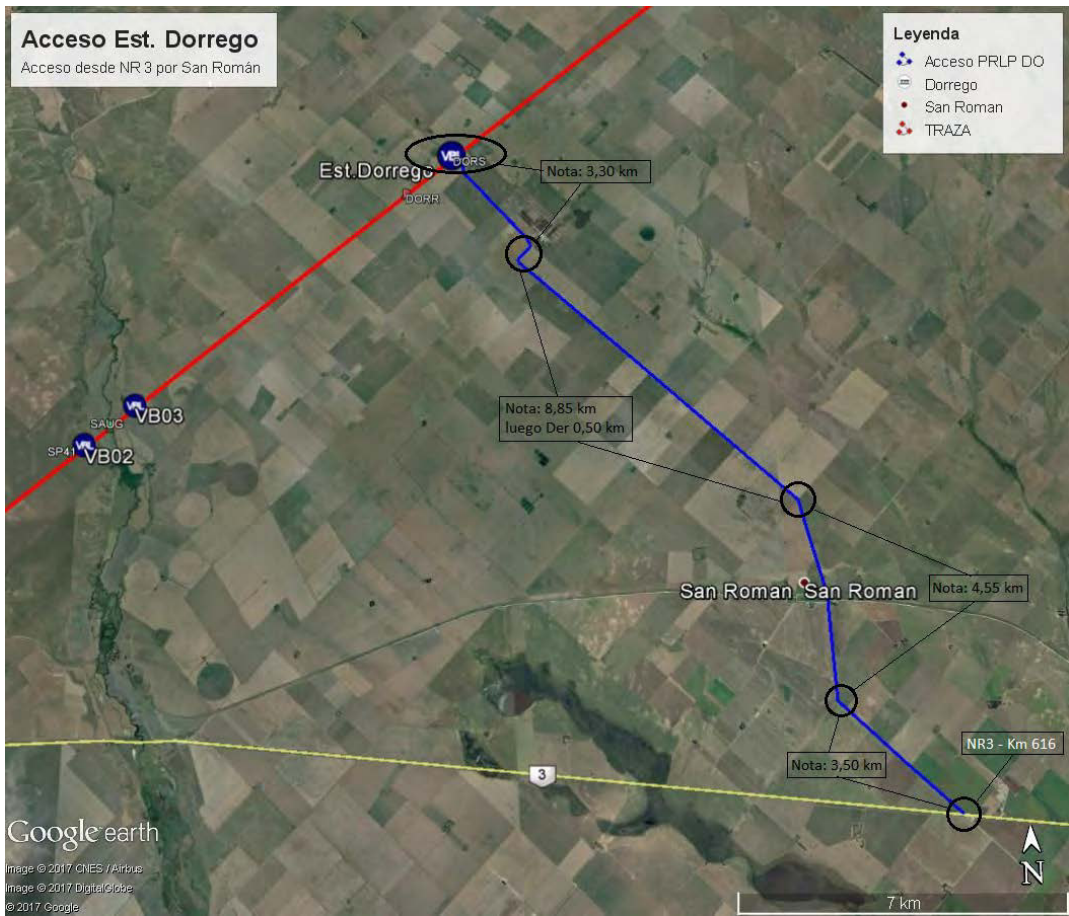 Acceso Est. Dorrego
Acceso desde NR 3 por San Román
Leyenda
Acceso PRLP DO
Dorrego
San Roman
TRAZA
Est.Dorrego
DORS
DORR
Nota: 3,30 km
VB03
SAUG
SP41
VB02
Nota: 8,85 km
luego Der 0,50 km
San Roman San Roman
Nota: 4,55 km
NR3 - Km 616
Nota: 3,50 km
3
Google earth
Image © 2017 CNES / Airbus
Image © 2017 DigitalGlobe
© 2017 Google
N
7 km